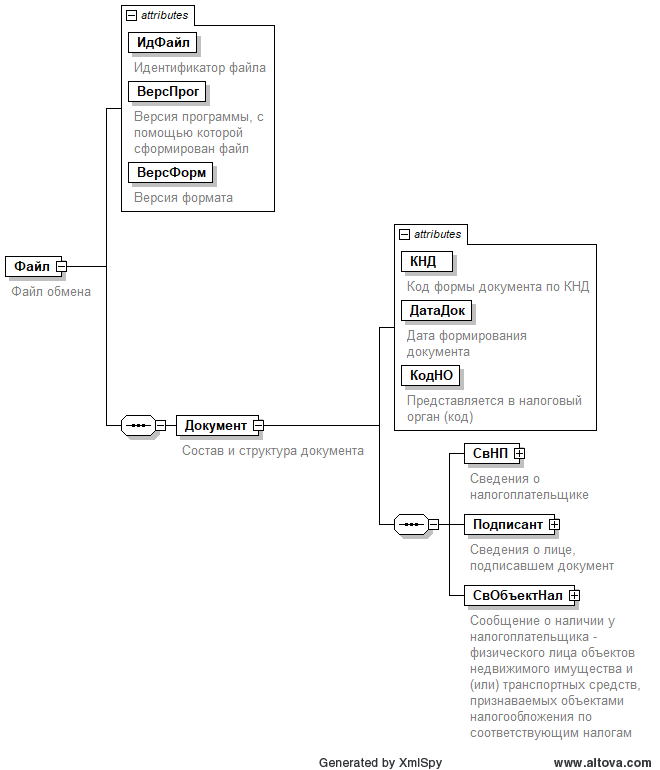 attributes
ИдФайл
Идентификатор файла
ВерсПрог
Версия программы, с
помощью которой
сформирован файл
ВерсФорм
Версия формата
Файл
Файл обмена
Документ
Состав и структура документа
attributes
КНД
Код формы документа по КНД
ДатаДок
Дата формирования
документа
КодНО
Представляется в налоговый
орган (код)
СвНП
Сведения о
налогоплательщике
Подписант
Сведения о лице,
подписавшем документ
СвОбъектНал
Сообщение о наличии у
налогоплательщика -
физического лица объектов
недвижимого имущества и
(или) транспортных средств,
признаваемых объектами
налогообложения по
соответствующим налогам
Generated by XmlSpy
www.altova.com